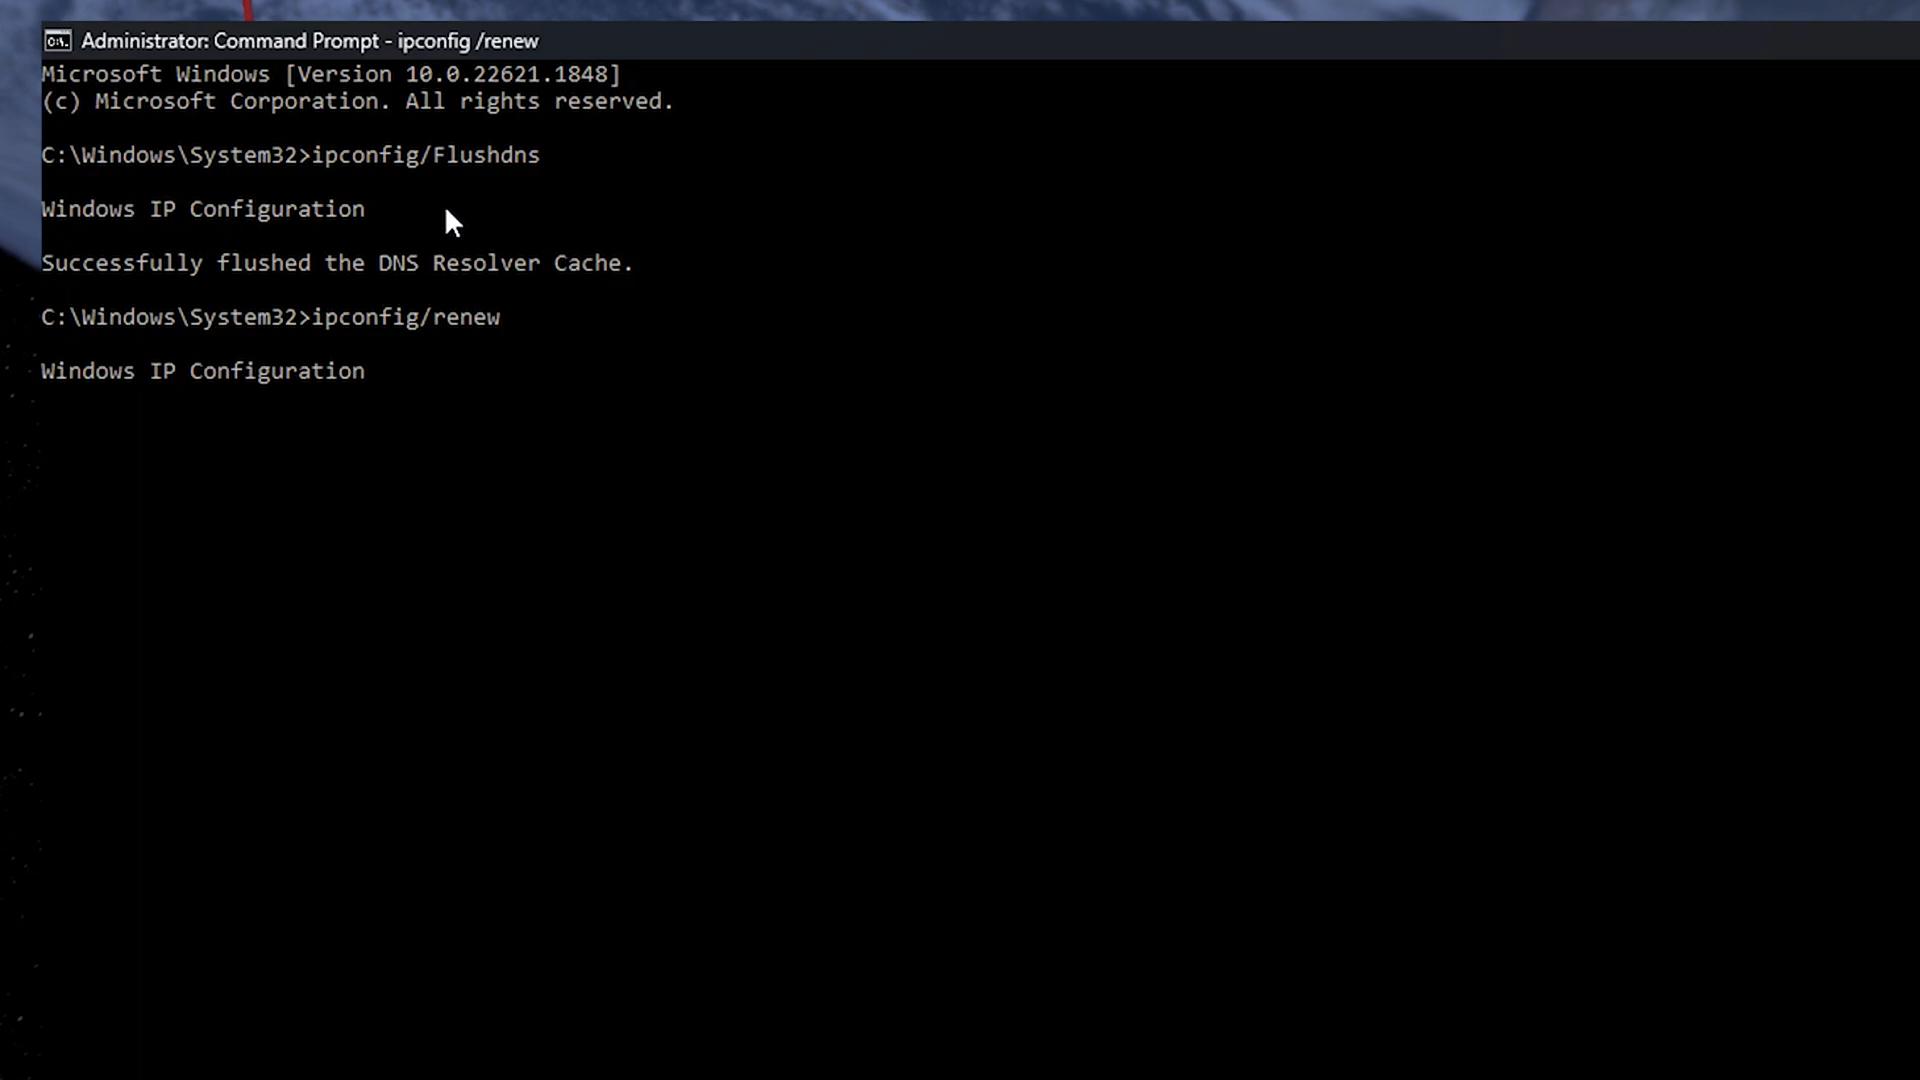 Administrator: Command Prompt - ipconfig /renew
Microsoft Windows [Version 10.0.22621.1848]
(c) Microsoft Corporation. All rights reserved.
C:\Windows\System32>ipconfig/Flushdns
Windows IP Configuration
Successfully flushed the DNS Resolver Cache.
C:\Windows\System32>ipconfig/renew
Windows IP Configuration